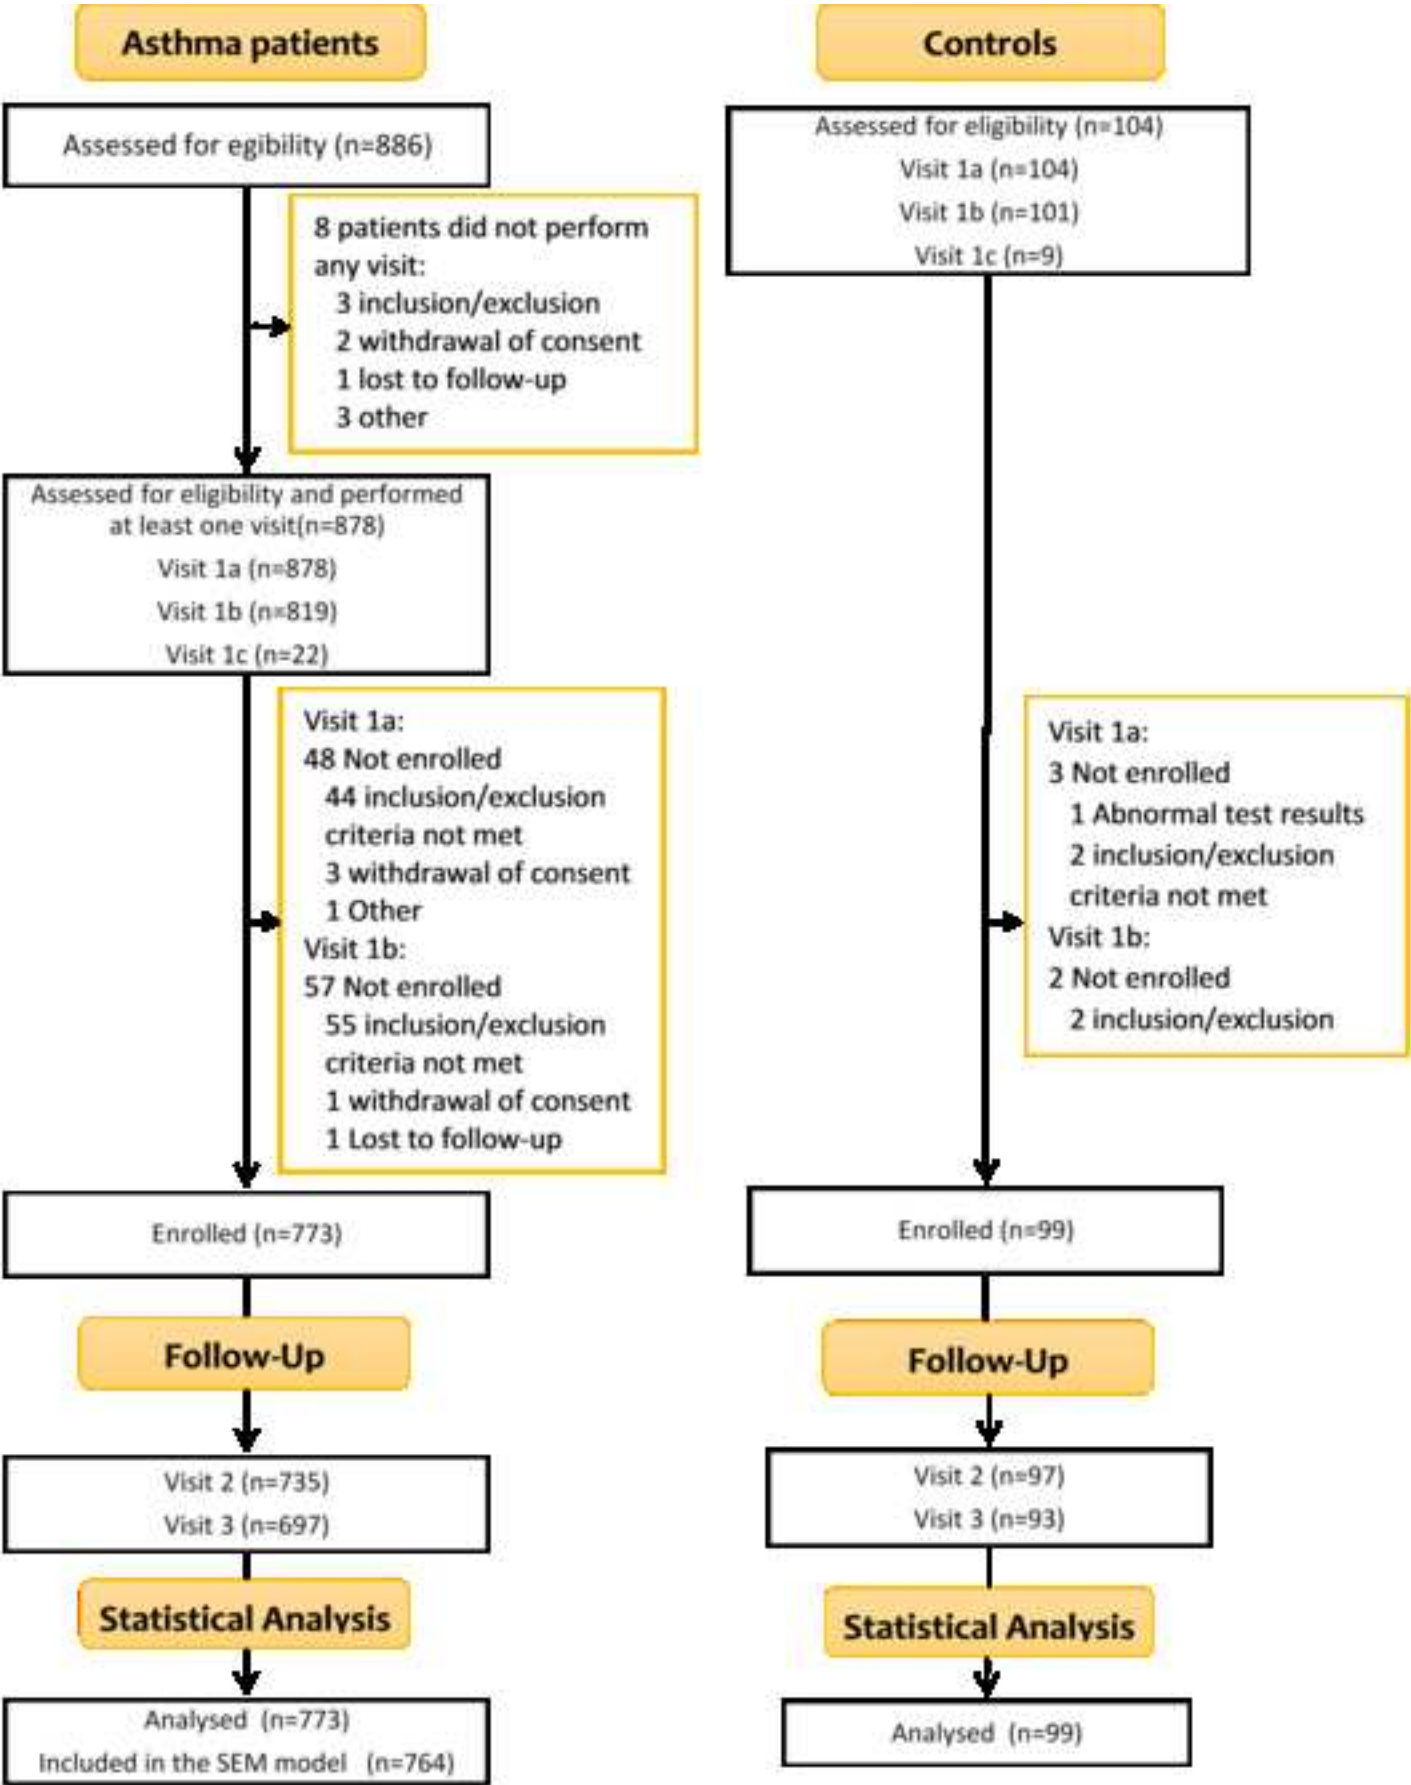 Asthma patients
Assessed for egibility (n=886)
8 patients did not perform
any visit:
3 inclusion/exclusion
2 withdrawal of consent
1 lost to follow-up
3 other
Assessed for eligibility and performed
at least one visit(n=878)
Visit 1a (n=878)
Visit 1b (n=819)
Visit 1c (n=22)
Visit 1a:
48 Not enrolled
44 inclusion/exclusion
criteria not met
3 withdrawal of consent
1 Other
Visit 1b:
57 Not enrolled
55 inclusion/exclusion
criteria not met
1 withdrawal of consent
1 Lost to follow-up
Enrolled (n=773)
Follow-Up
Visit 2 (n=735)
Visit 3 (n=697)
Statistical Analysis
Analysed (n=773)
Included in the SEM model (n=764)
Controls
Assessed for eligibility (n=104)
Visit 1a (n=104)
Visit 1b (n=101)
Visit 1c (n=9)
Visit 1a:
3 Not enrolled
1 Abnormal test results
2 inclusion/exclusion
criteria not met
Visit 1b:
2 Not enrolled
2 inclusion/exclusion
Enrolled (n=99)
Follow-Up
Visit 2 (n=97)
Visit 3 (n=93)
Statistical Analysis
Analysed (n=99)